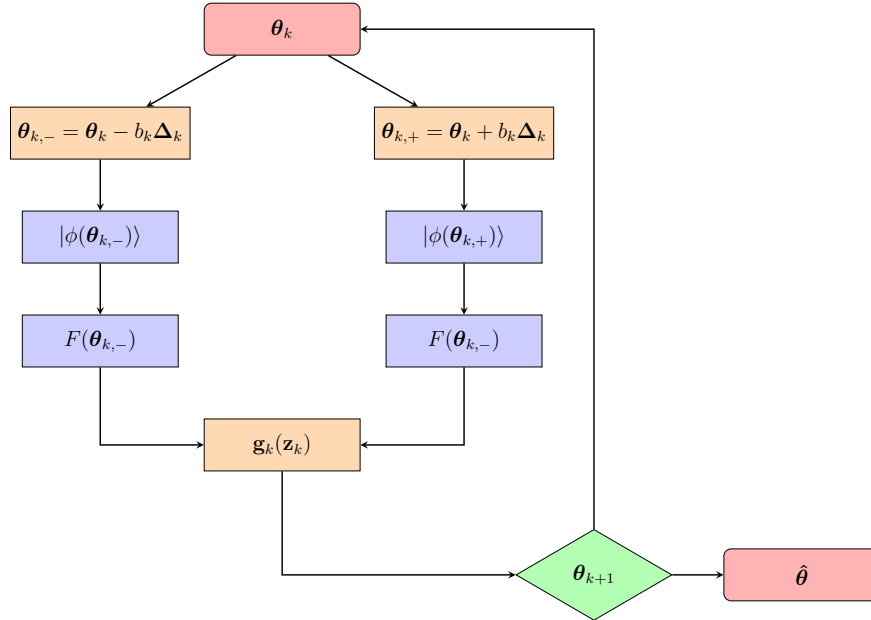 θ_k
θ_{k,−} = θ_k − b_kΔ_k
θ_{k,+} = θ_k + b_kΔ_k
|ϕ(θ_{k,−})⟩
|ϕ(θ_{k,+})⟩
F(θ_{k,−})
F(θ_{k,−})
g_k(z_k)
θ_{k+1}
θ̂